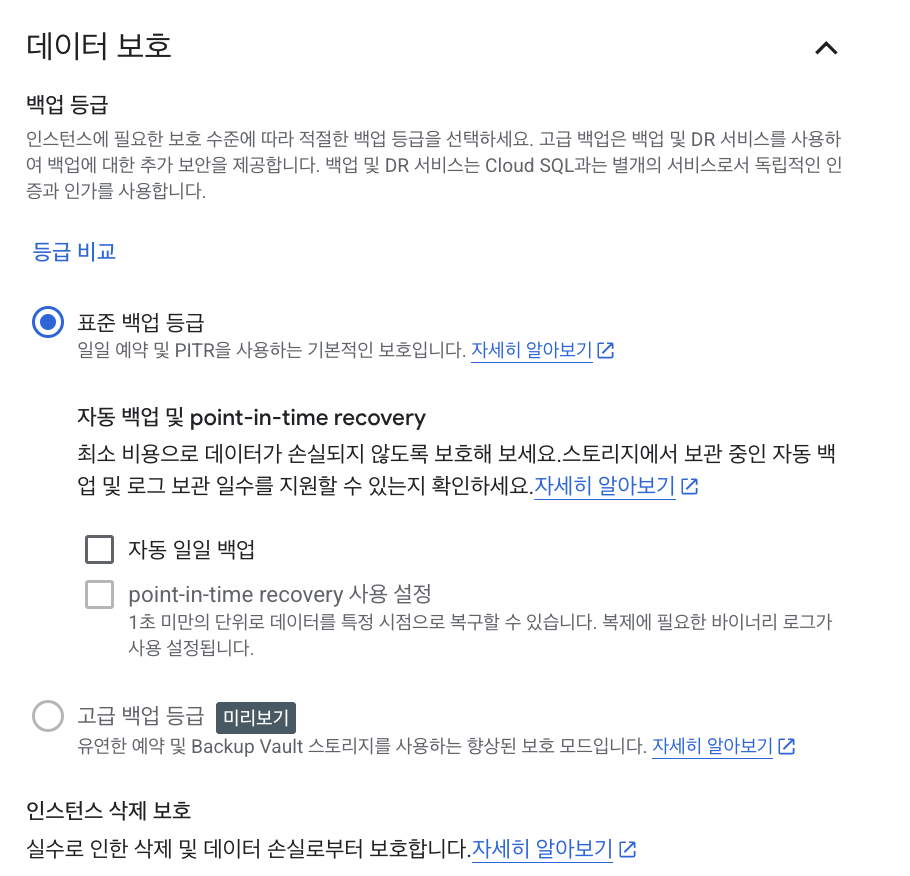 데이터 보호
백업 등급
인스턴스에 필요한 보호 수준에 따라 적절한 백업 등급을 선택하세요. 고급 백업은 백업 및 DR 서비스를 사용하
여 백업에 대한 추가 보안을 제공합니다. 백업 및 DR 서비스는 Cloud SQL과는 별개의 서비스로서 독립적인 인
증과 인가를 사용합니다.
등급 비교
표준 백업 등급
일일 예약 및 PITR을 사용하는 기본적인 보호입니다. 자세히 알아보기
자동 백업 및 point-in-time recovery
최소 비용으로 데이터가 손실되지 않도록 보호해 보세요.스토리지에서 보관 중인 자동 백
업 및 로그 보관 일수를 지원할 수 있는지 확인하세요.자세히 알아보기
자동 일일 백업
point-in-time recovery 사용 설정
1초 미만의 단위로 데이터를 특정 시점으로 복구할 수 있습니다. 복제에 필요한 바이너리 로그가
사용 설정됩니다.
고급 백업 등급 미리보기
유연한 예약 및 Backup Vault 스토리지를 사용하는 향상된 보호 모드입니다. 자세히 알아보기
인스턴스 삭제 보호
실수로 인한 삭제 및 데이터 손실로부터 보호합니다.자세히 알아보기